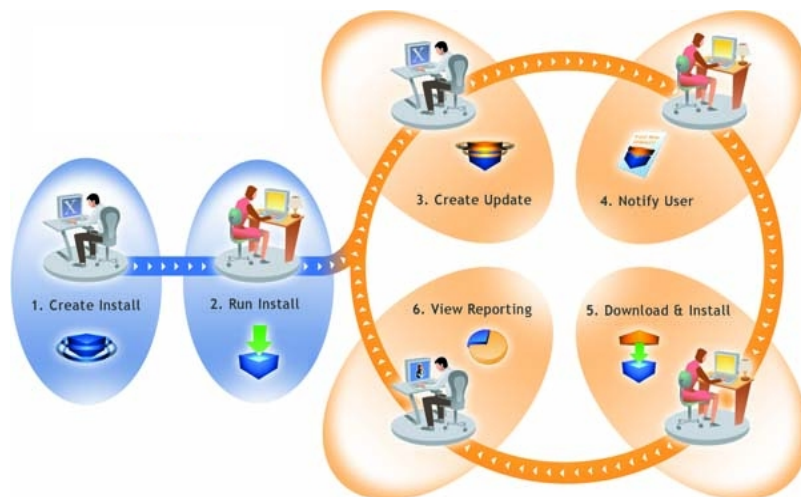 1. Create Install
2. Run Install
3. Create Update
4. Notify User
5. Download & Install
6. View Reporting
X
X